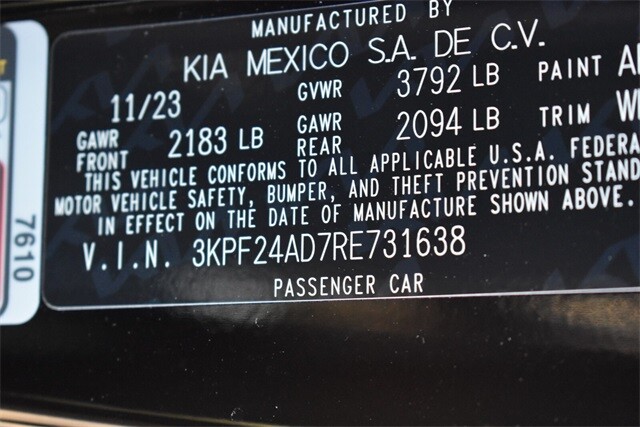 MANUFACTURED BY
KIA MEXICO S.A. DE C.V.
11/23 GVWR 3792 LB PAINT
GAWR FRONT 2183 LB GAWR REAR 2094 LB TRIM
THIS VEHICLE CONFORMS TO ALL APPLICABLE U.S.A. FEDERA
MOTOR VEHICLE SAFETY, BUMPER, AND THEFT PREVENTION STAND
IN EFFECT ON THE DATE OF MANUFACTURE SHOWN ABOVE.
V.I.N. 3KPF24AD7RE731638
PASSENGER CAR
7610